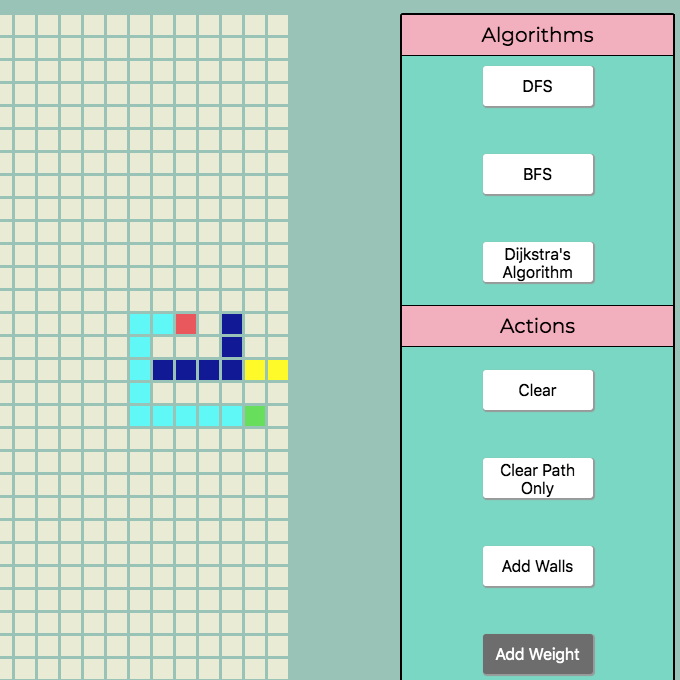 Algorithms
DFS
BFS
Dijkstra's
Algorithm
Actions
Clear
Clear Path
Only
Add Walls
Add Weight